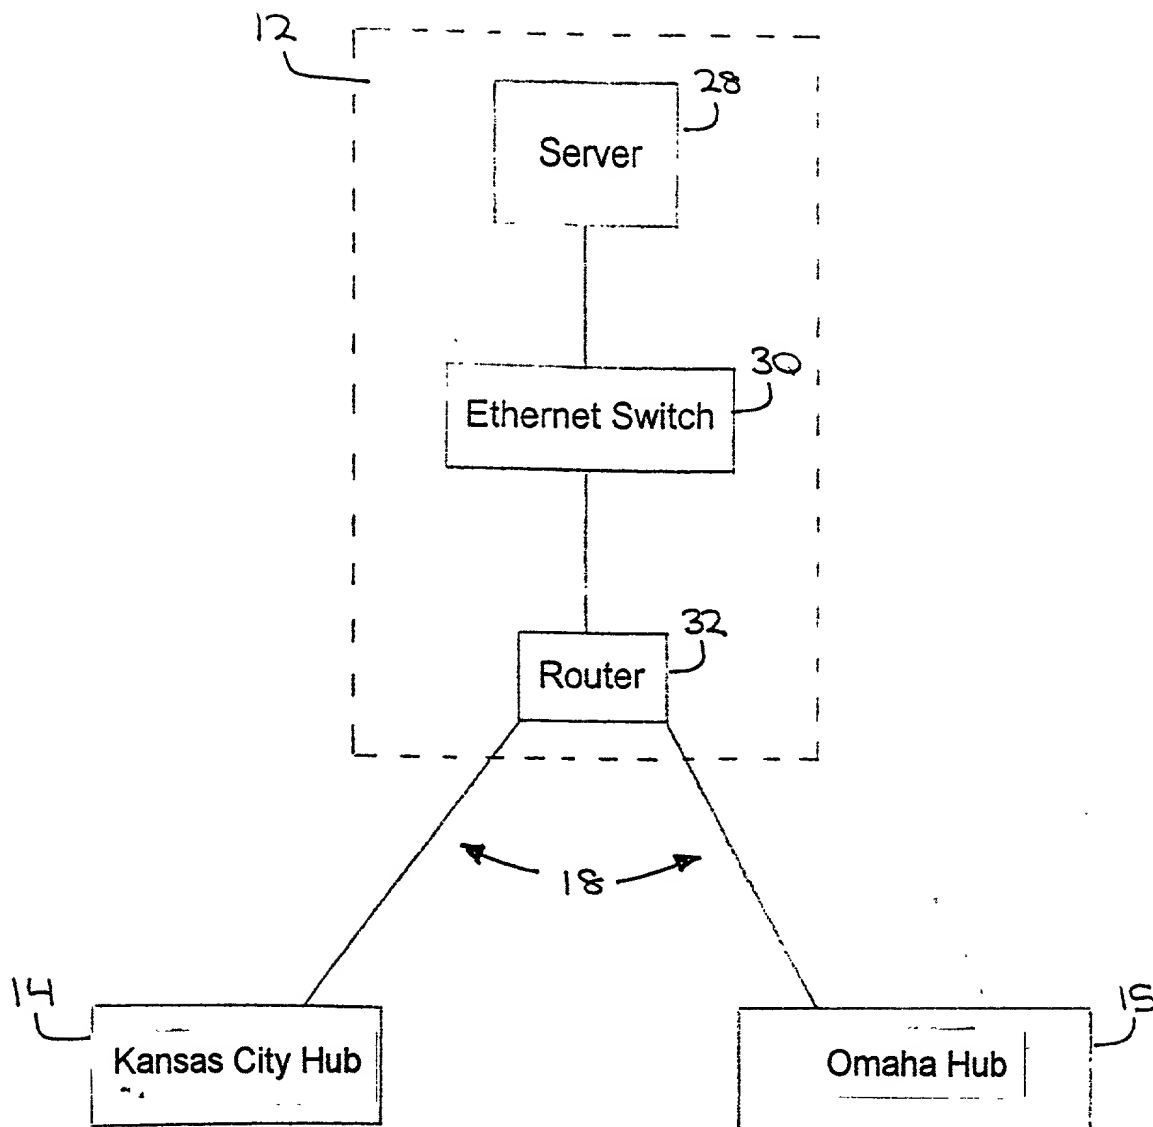 12
28
Server
30
Ethernet Switch
32
Router
18
14
Kansas City Hub
15
Omaha Hub